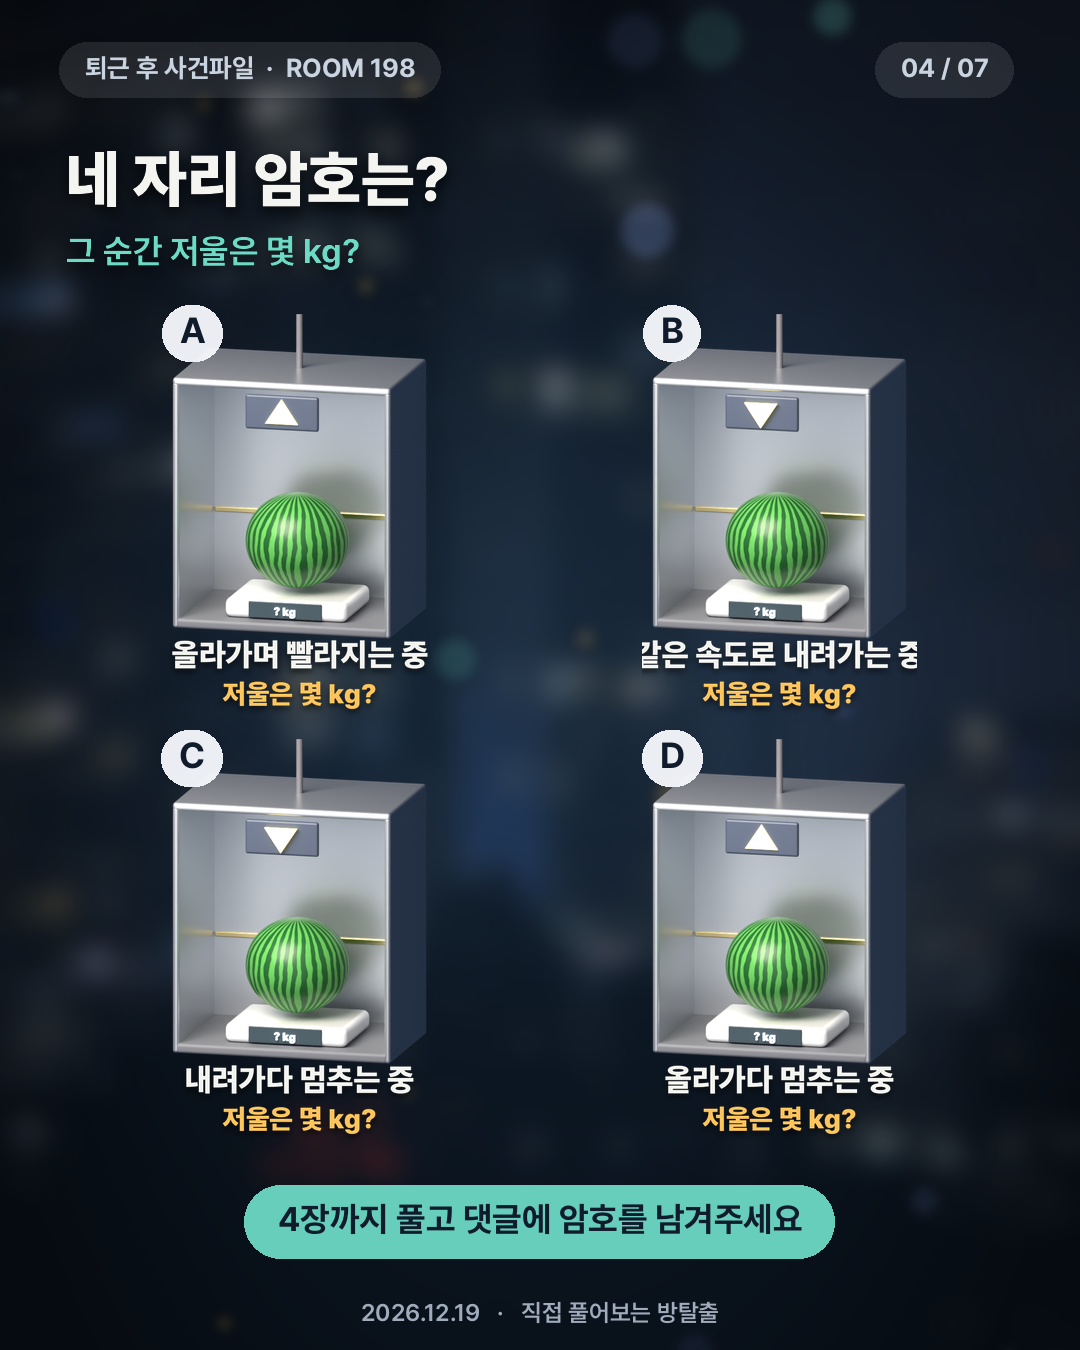 퇴근 후 사건파일 · ROOM 198
04 / 07
네 자리 암호는?
그 순간 저울은 몇 kg?
A
B
? kg
? kg
올라가며 빨라지는 중
같은 속도로 내려가는 중
저울은 몇 kg?
저울은 몇 kg?
C
D
? kg
? kg
내려가다 멈추는 중
올라가다 멈추는 중
저울은 몇 kg?
저울은 몇 kg?
4장까지 풀고 댓글에 암호를 남겨주세요
2026.12.19 · 직접 풀어보는 방탈출